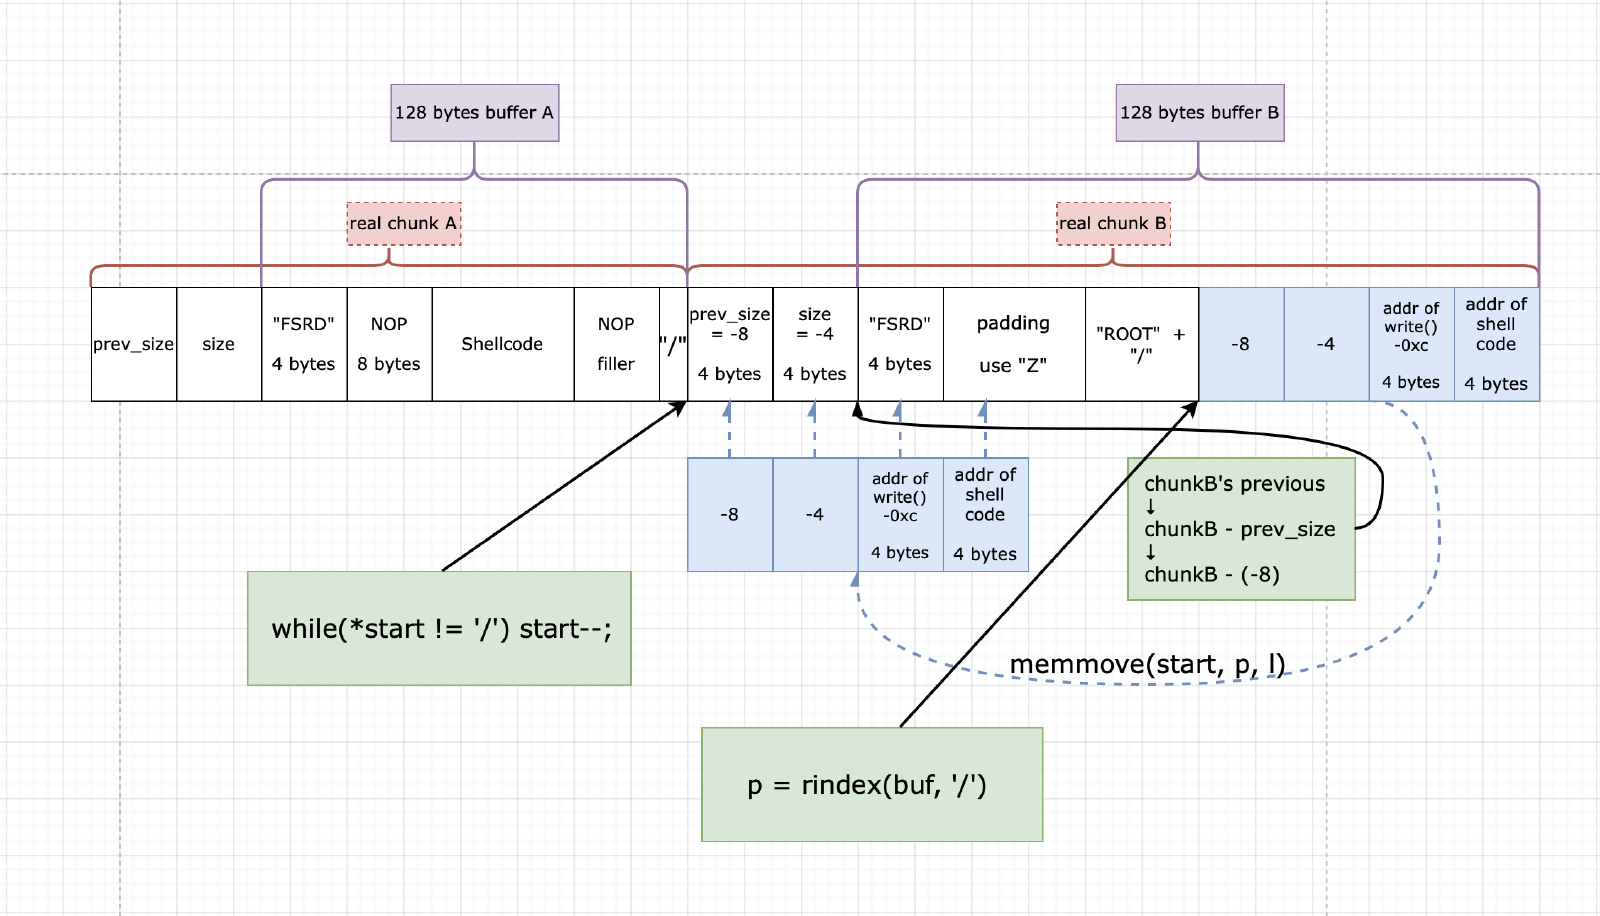 128 bytes buffer A
128 bytes buffer B
real chunk A
real chunk B
prev_size
size
"FSRD"
4 bytes
NOP
8 bytes
Shellcode
NOP
filler
"/"
prev_size
= -8
4 bytes
size
= -4
4 bytes
"FSRD"
4 bytes
padding
use "Z"
"ROOT" +
"/"
-8
-4
addr of
write()
-0xc
4 bytes
addr of
shell
code
4 bytes
-8
-4
addr of
write()
-0xc
4 bytes
addr of
shell
code
4 bytes
chunkB's previous
↓
chunkB - prev_size
↓
chunkB - (-8)
while(*start != '/') start--;
memmove(start, p, l)
p = rindex(buf, '/')